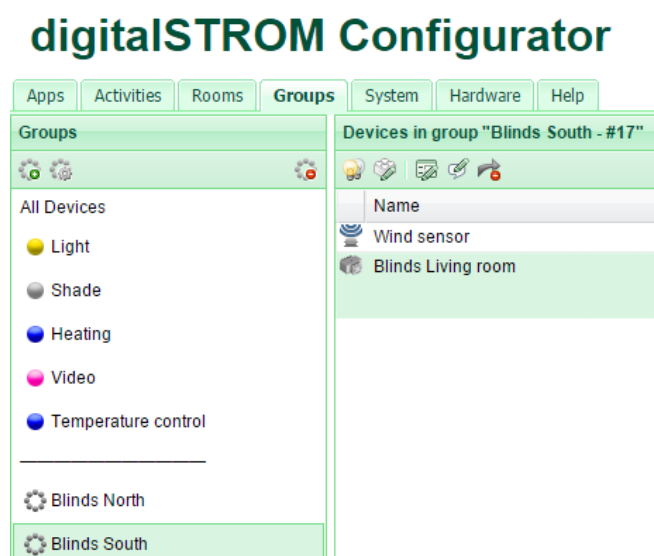 digitalSTROM Configurator
Apps Activities Rooms Groups System Hardware Help
Groups
Devices in group "Blinds South - #17"
All Devices
Name
Light
Wind sensor
Shade
Blinds Living room
Heating
Video
Temperature control
Blinds North
Blinds South